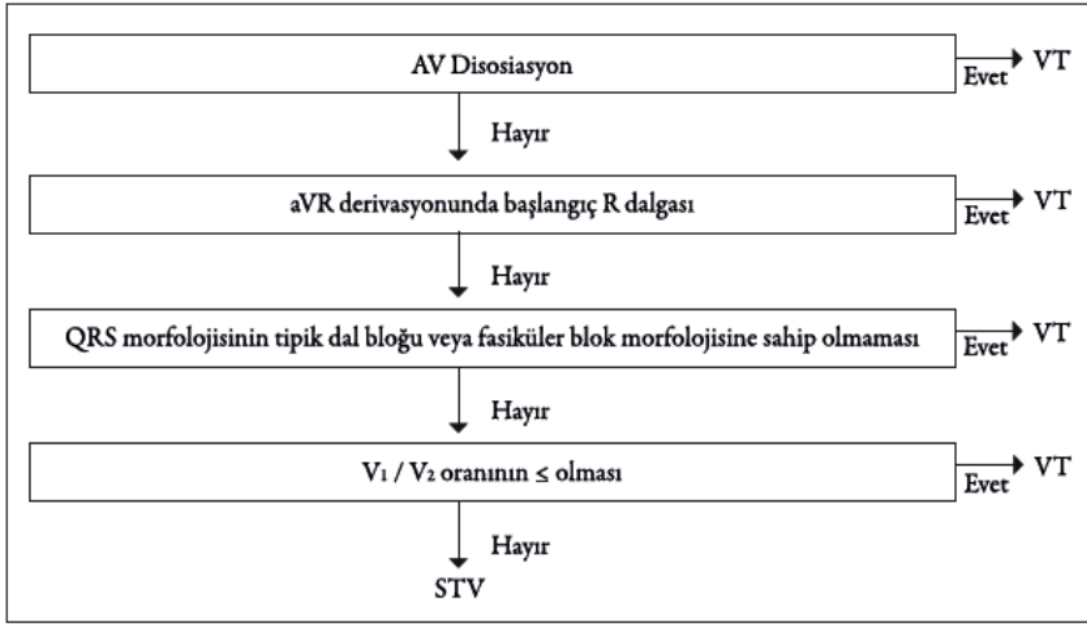 AV Disosiasyon
Evet
VT
Hayır
aVR derivasyonunda başlangıç R dalgası
Evet
VT
Hayır
QRS morfolojisinin tipik dal bloğu veya fasiküler blok morfolojisine sahip olmaması
Evet
VT
Hayır
V₁ / V₂ oranının ≤ olması
Evet
VT
Hayır
STV